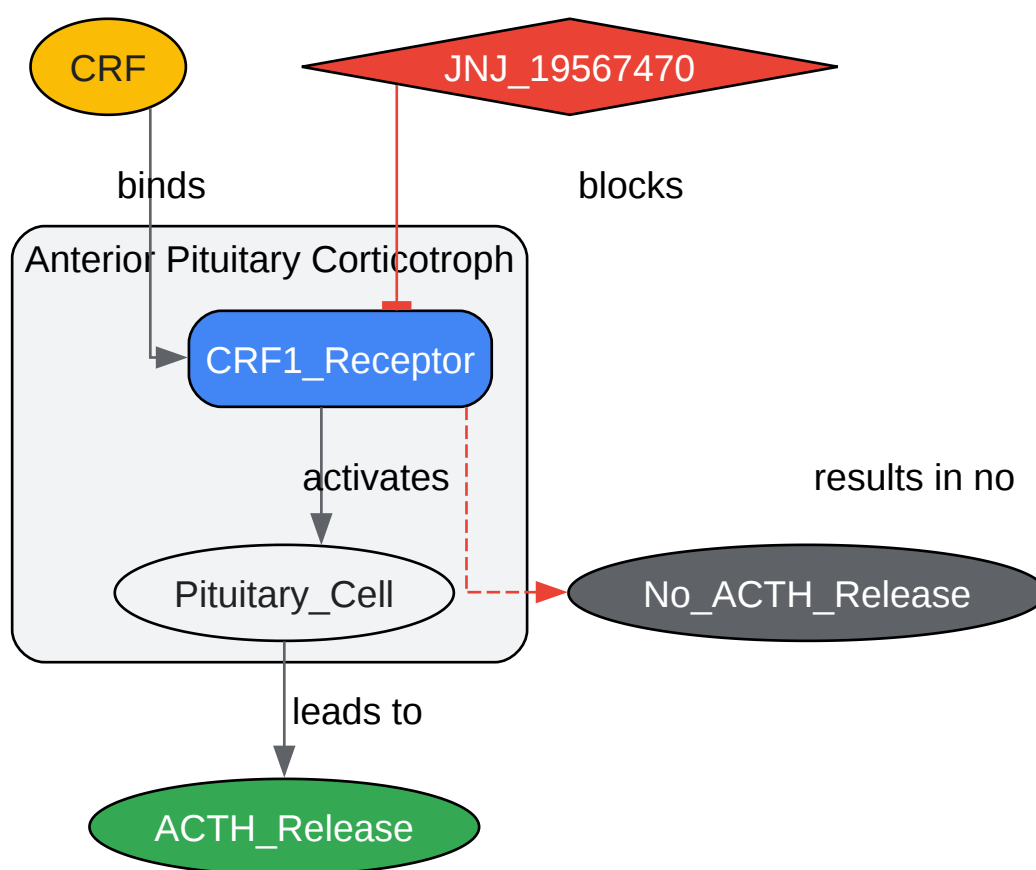 CRF
JNJ_19567470
binds
blocks
Anterior Pituitary Corticotroph
CRF1_Receptor
activates
results in no
Pituitary_Cell
No_ACTH_Release
leads to
ACTH_Release